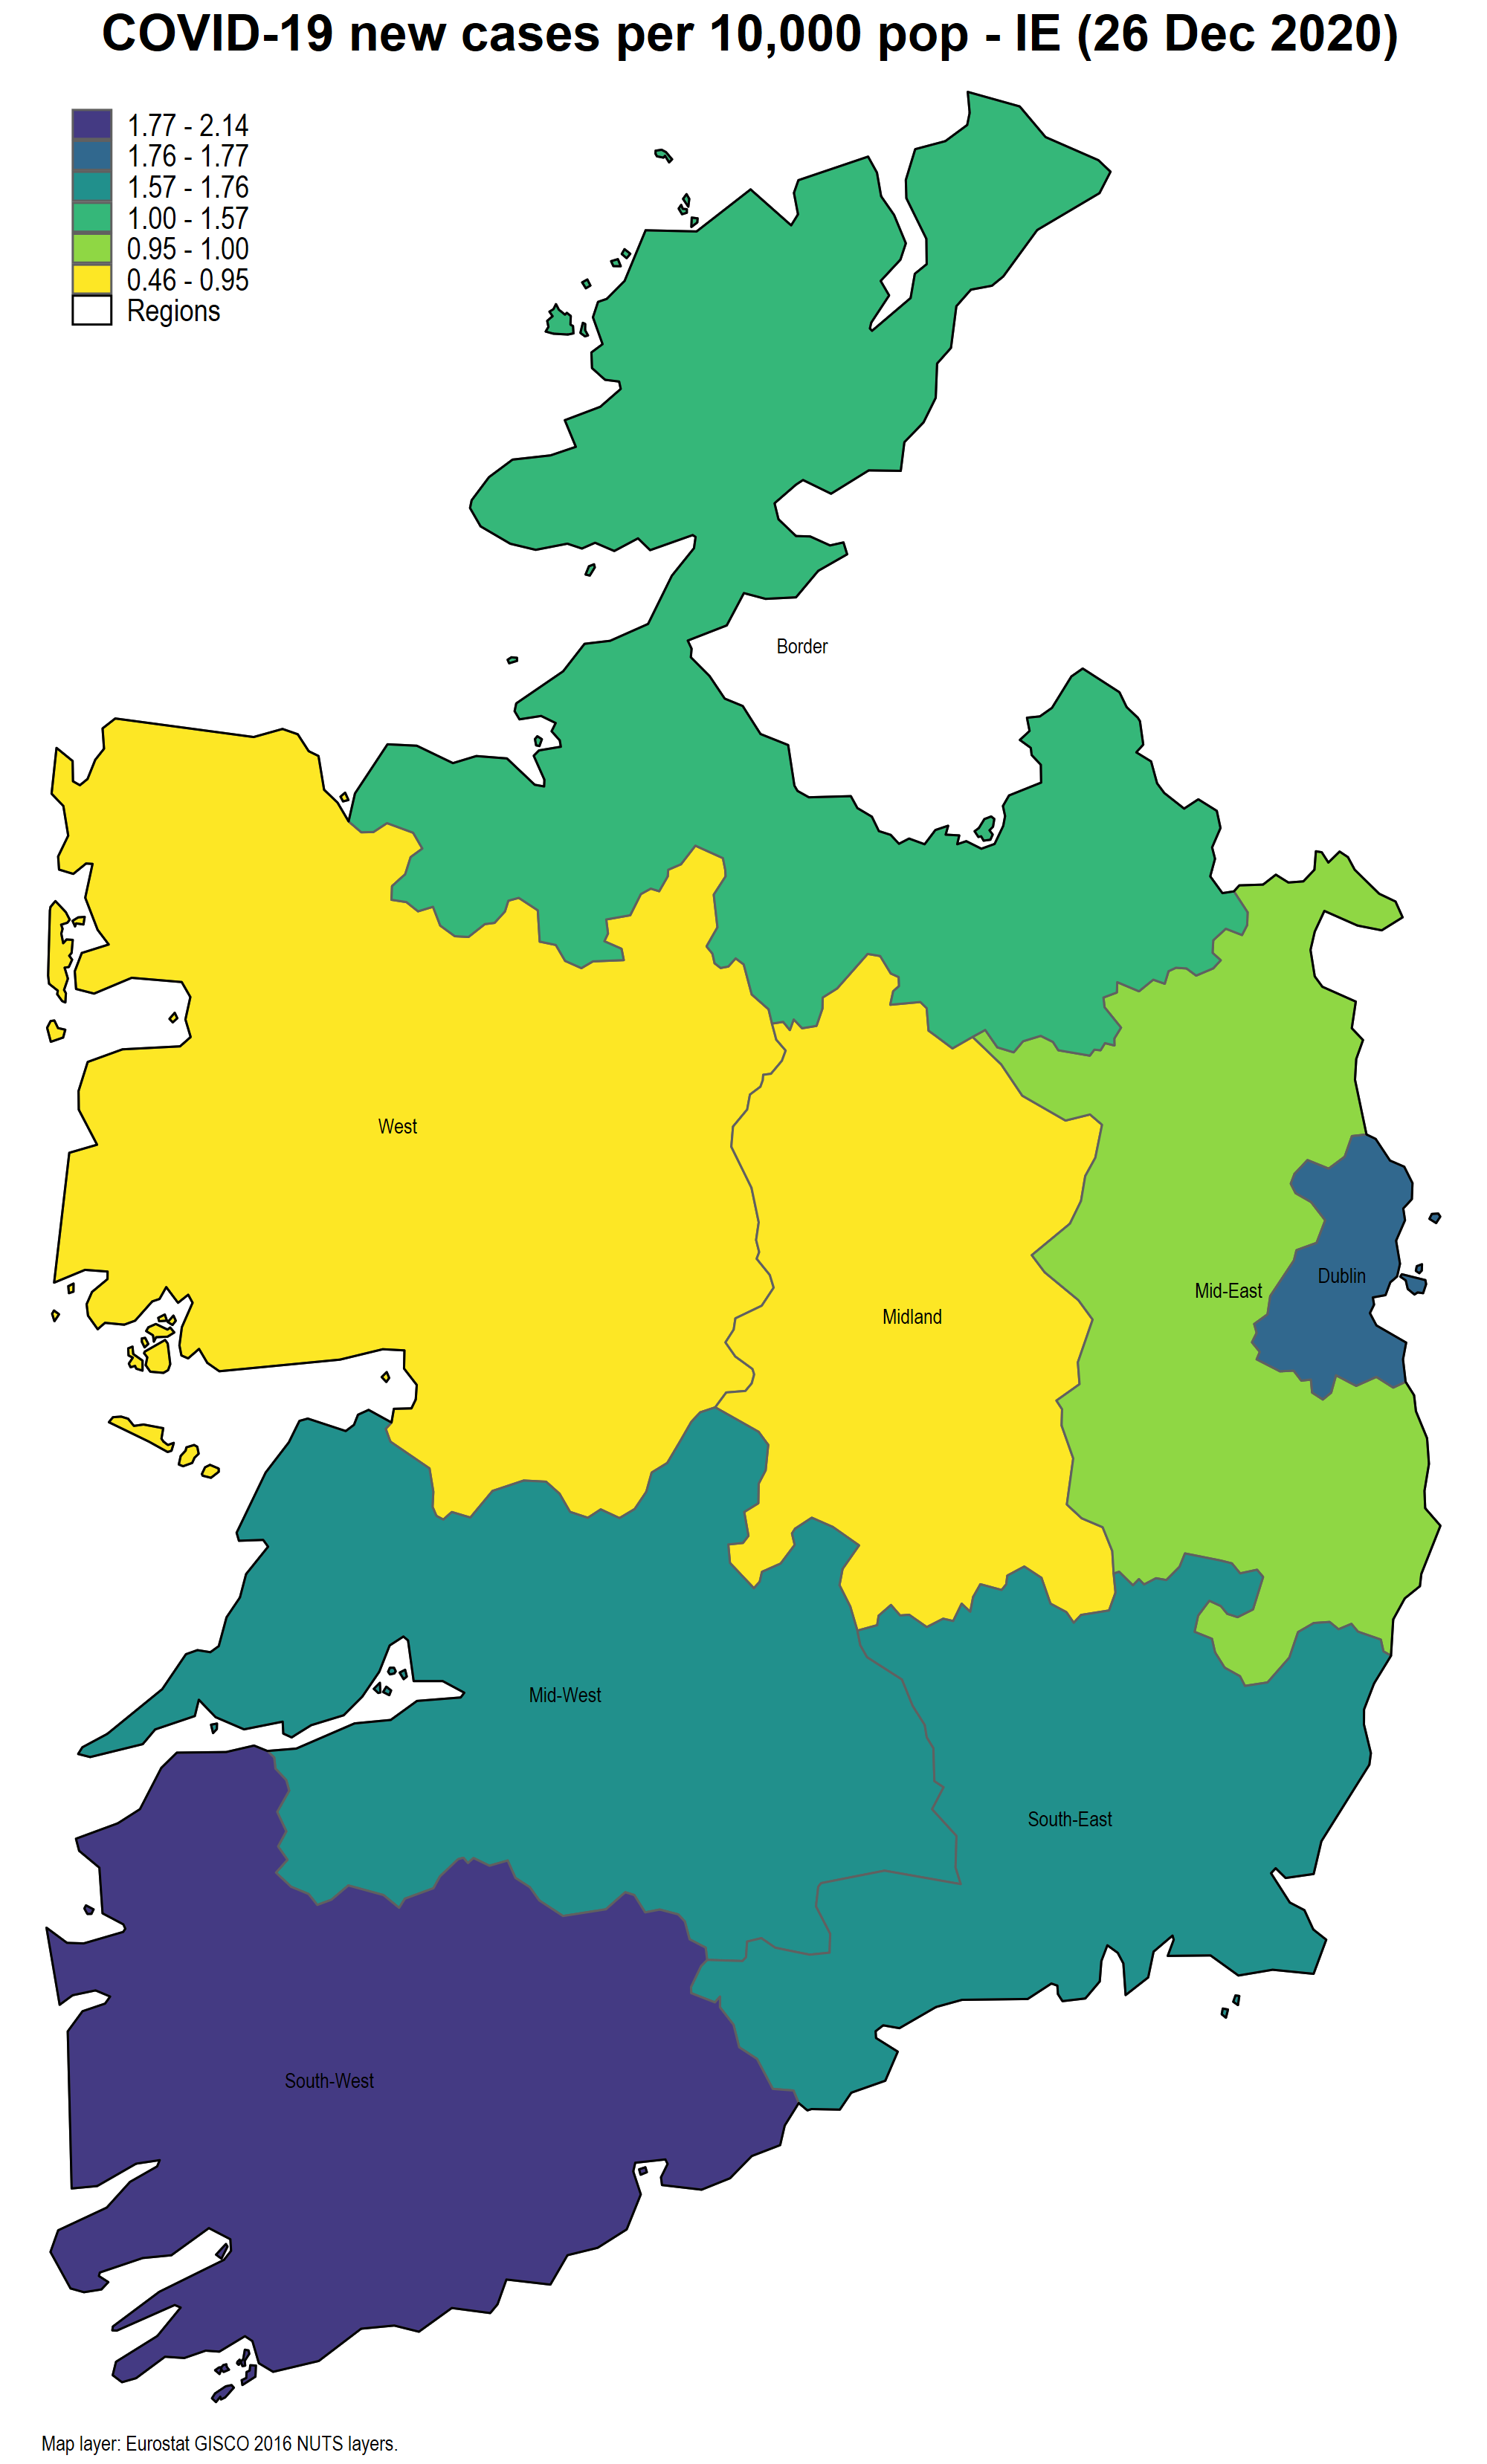 COVID-19 new cases per 10,000 pop - IE (26 Dec 2020)
1.77 - 2.14
1.76 - 1.77
1.57 - 1.76
1.00 - 1.57
0.95 - 1.00
0.46 - 0.95
Regions
Border
West
Dublin
Mid-East
Midland
Mid-West
South-East
South-West
Map layer: Eurostat GISCO 2016 NUTS layers.